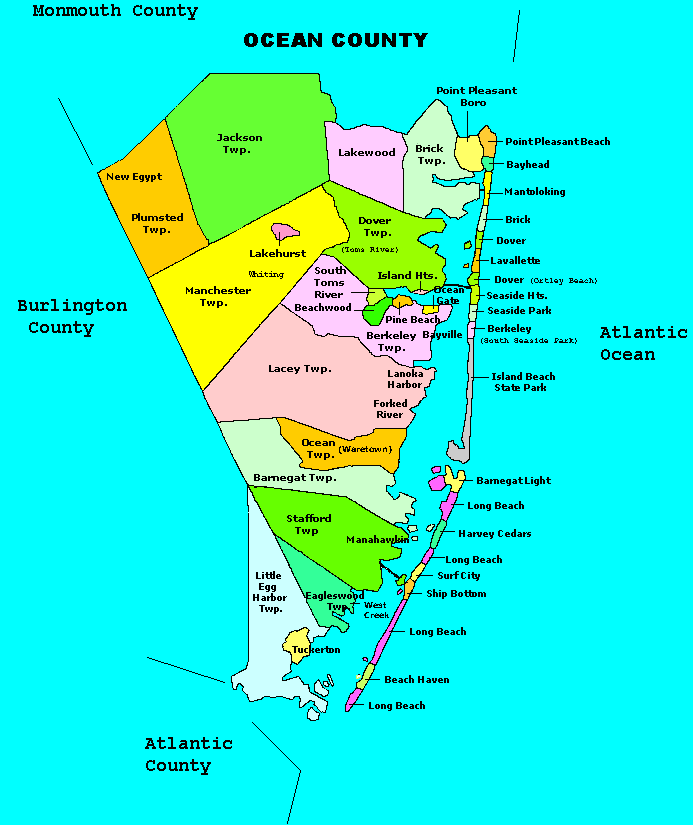 Monmouth County
OCEAN COUNTY
Point Pleasant
Boro
Jackson
Twp.
Lakewood
Brick
Twp.
Point Pleasant Beach
Bayhead
New Egypt
Mantoloking
Plumsted
Twp.
Dover
Twp.
(Toms River)
Brick
Dover
Lakehurst
Whiting
Lavallette
Manchester
Twp.
South
Toms
River
Island Hts.
Dover (Ortley Beach)
Ocean
Gate
Seaside Hts.
Beachwood
Pine Beach
Seaside Park
Burlington
County
Berkeley
Twp.
Bayville
Berkeley
(South Seaside Park)
Atlantic
Ocean
Lacey Twp.
Lanoka
Harbor
Island Beach
State Park
Forked
River
Ocean
Twp.
(Waretown)
Barnegat Twp.
Barnegat Light
Long Beach
Stafford
Twp
Manahawkin
Harvey Cedars
Long Beach
Little
Egg
Harbor
Twp.
Surf City
Eagleswood
Twp.
West
Creek
Ship Bottom
Long Beach
Tuckerton
Beach Haven
Long Beach
Atlantic
County